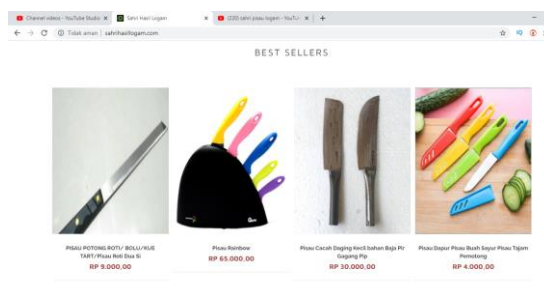 Channel videos - YouTube Studio
Sahri Hasil Logam
(220) sahri pisau logam - YouTu
Tidak aman | sahrihasillogam.com
BEST SELLERS
PISAU POTONG ROTI/ BOLU/KUE
TART/Pisau Roti Dua Si
RP 9.000,00
Pisau Rainbow
RP 65.000,00
Pisau Cacah Daging Kecil bahan Baja Pir
Gagang Pip
RP 30.000,00
Pisau Dapur Pisau Buah Sayur Pisau Tajam
Pemotong
RP 4.000,00